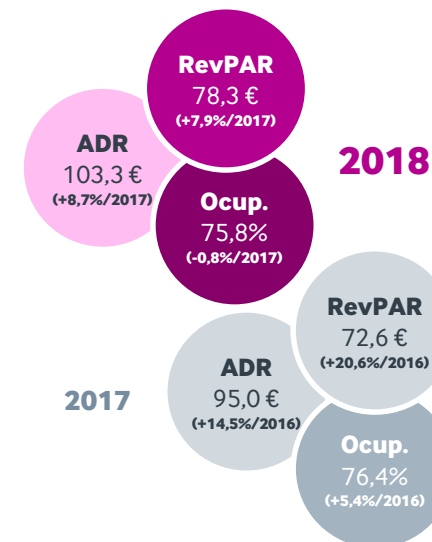 RevPAR
78,3 €
(+7,9%/2017)
ADR
103,3 €
(+8,7%/2017)
2018
Ocup.
75,8%
(-0,8%/2017)
RevPAR
72,6 €
(+20,6%/2016)
ADR
95,0 €
(+14,5%/2016)
2017
Ocup.
76,4%
(+5,4%/2016)